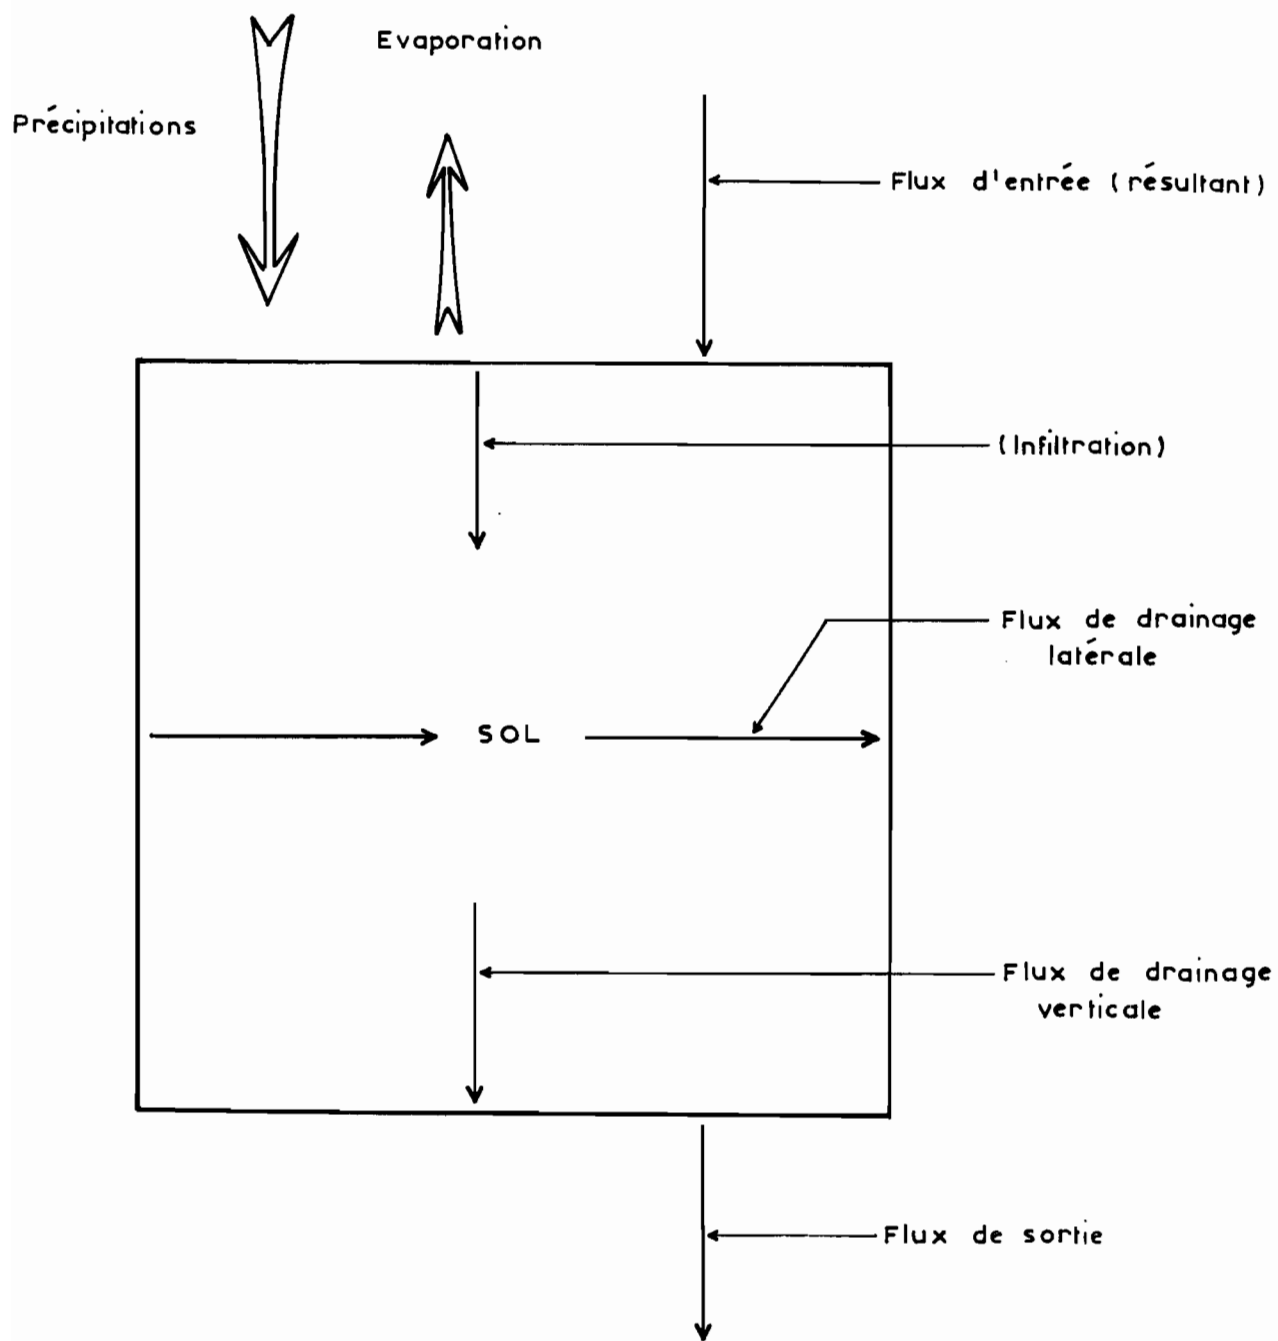 Evaporation
Précipitations
Flux d'entrée (résultant)
(Infiltration)
Flux de drainage
latérale
SOL
Flux de drainage
verticale
Flux de sortie